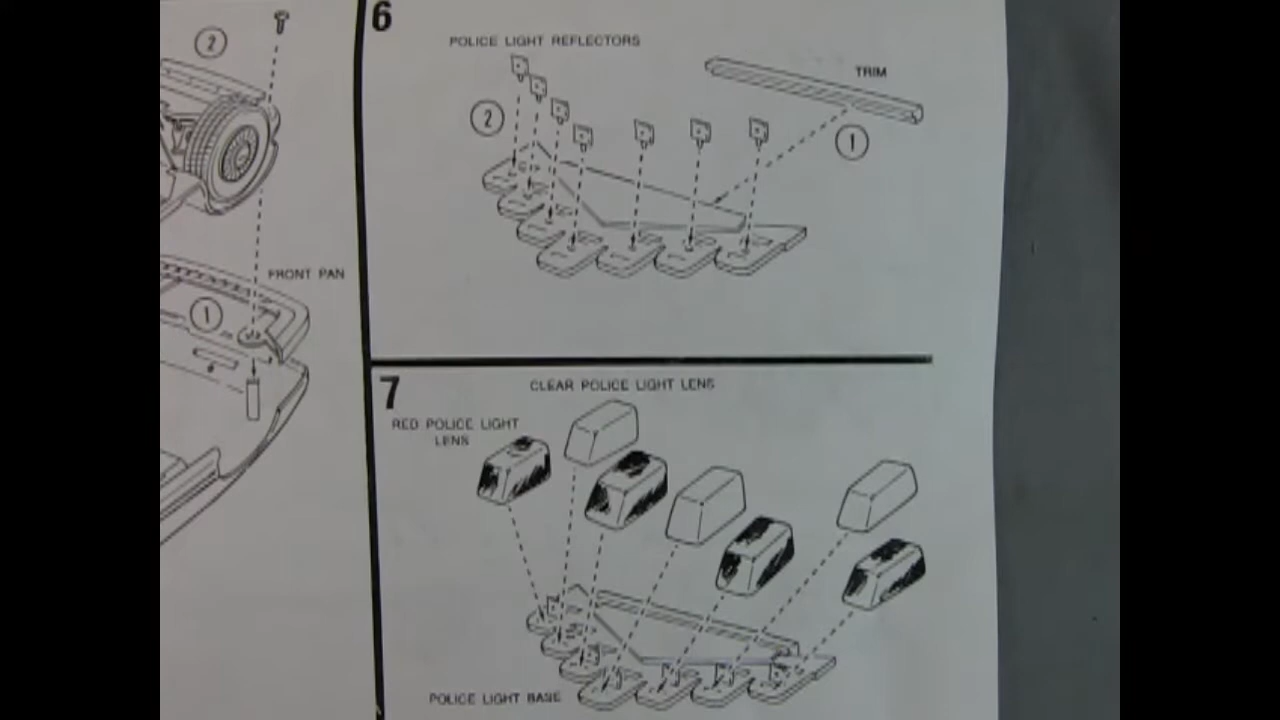 2
FRONT PAN
1
6
POLICE LIGHT REFLECTORS
TRIM
2
1
7
CLEAR POLICE LIGHT LENS
RED POLICE LIGHT
LENS
POLICE LIGHT BASE